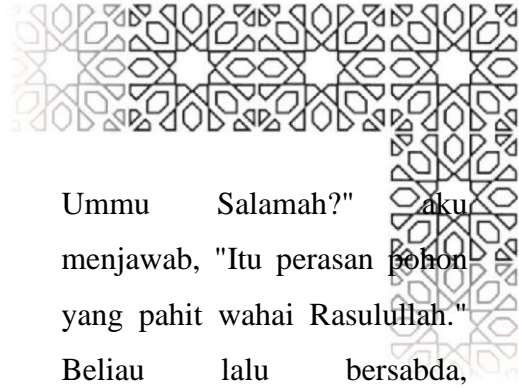 Ummu Salamah?" aku
menjawab, "Itu perasan pohon
yang pahit wahai Rasulullah."
Beliau lalu bersabda,